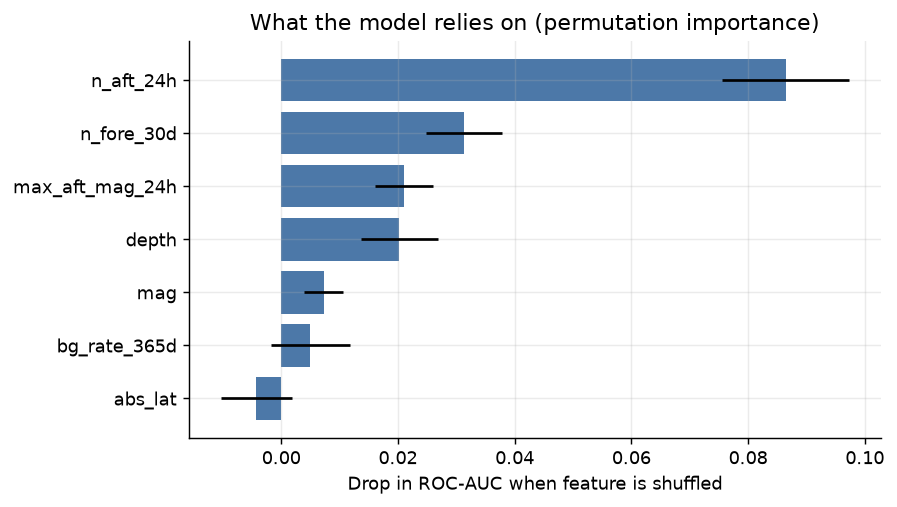 What the model relies on (permutation importance)
n_aft_24h
n_fore_30d
max_aft_mag_24h
depth
mag
bg_rate_365d
abs_lat
0.00 0.02 0.04 0.06 0.08 0.10
Drop in ROC-AUC when feature is shuffled